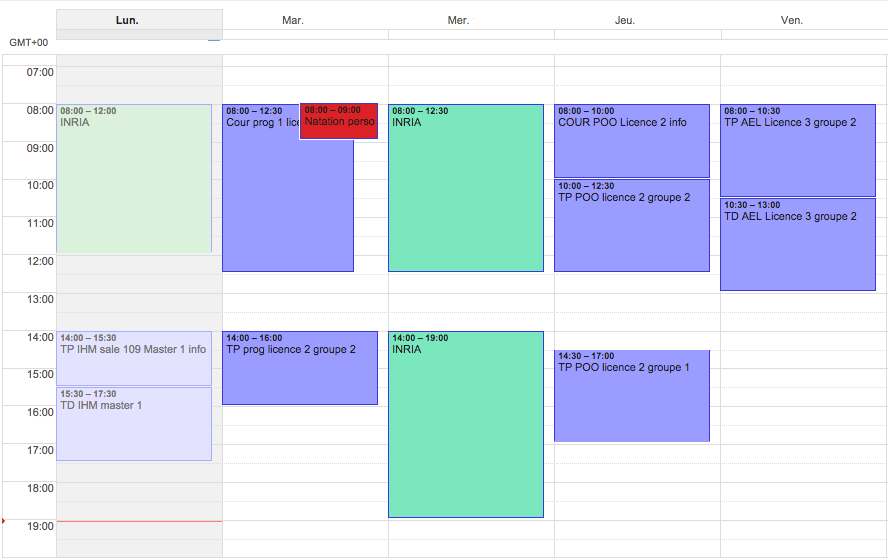 Lun.
Mar.
Mer.
Jeu.
Ven.
GMT+00
07:00
08:00
09:00
10:00
11:00
12:00
13:00
14:00
15:00
16:00
17:00
18:00
19:00
08:00 – 12:00
INRIA
14:00 – 15:30
TP IHM sale 109 Master 1 info
15:30 – 17:30
TD IHM master 1
08:00 – 12:30
Cour prog 1 lice
08:00 – 09:00
Natation perso
14:00 – 16:00
TP prog licence 2 groupe 2
08:00 – 12:30
INRIA
14:00 – 19:00
INRIA
08:00 – 10:00
COUR POO Licence 2 info
10:00 – 12:30
TP POO licence 2 groupe 2
14:30 – 17:00
TP POO licence 2 groupe 1
08:00 – 10:30
TP AEL Licence 3 groupe 2
10:30 – 13:00
TD AEL Licence 3 groupe 2